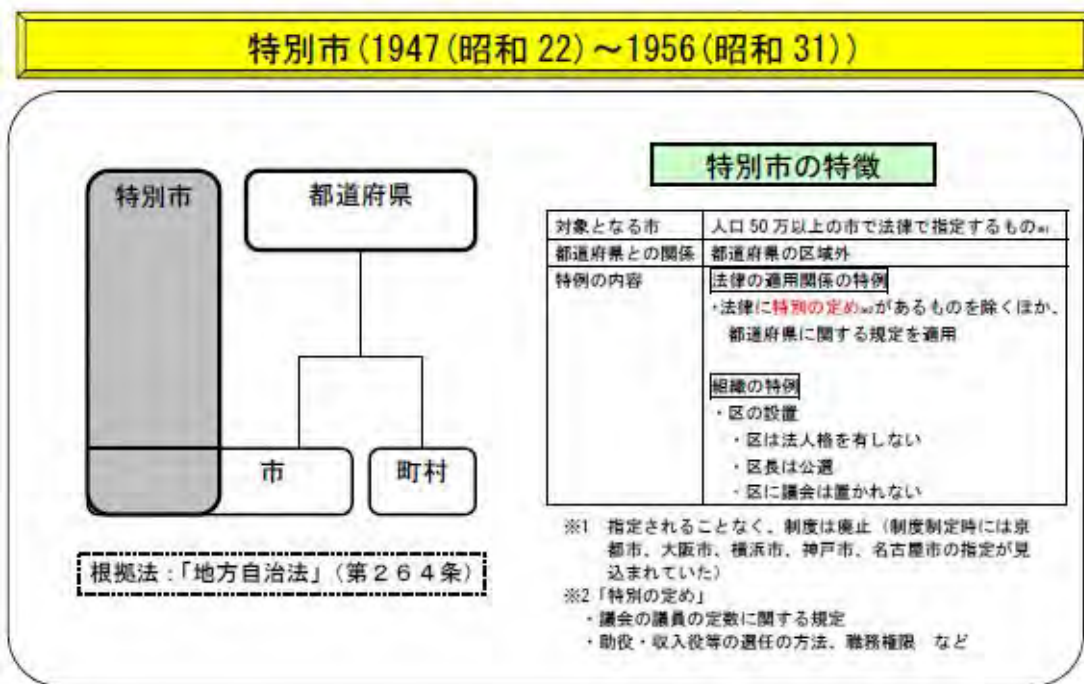 特別市(1947(昭和22)～1956(昭和31))
特別市
都道府県
市
町村
根拠法：「地方自治法」（第２６４条）
特別市の特徴
対象となる市 人口50万以上の市で法律で指定するもの※1
都道府県との関係 都道府県の区域外
特例の内容 法律の適用関係の特例
・法律に特別の定め※2があるものを除くほか、
都道府県に関する規定を適用
組織の特例
・区の設置
・区は法人格を有しない
・区長は公選
・区に議会は置かれない
※1 指定されることなく、制度は廃止（制度制定時には京
都市、大阪市、横浜市、神戸市、名古屋市の指定が見
込まれていた）
※2「特別の定め」
・議会の議員の定数に関する規定
・助役・収入役等の選任の方法、職務権限 など